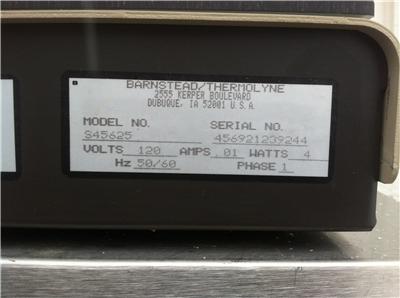 BARNSTEAD/THERMOLYNE
2555 KERPER BOULEVARD
DUBUQUE, IA 52001 U.S.A.
MODEL NO. SERIAL NO.
S45625 456921239244
VOLTS 120 AMPS .01 WATTS 4
Hz 50/60 PHASE 1